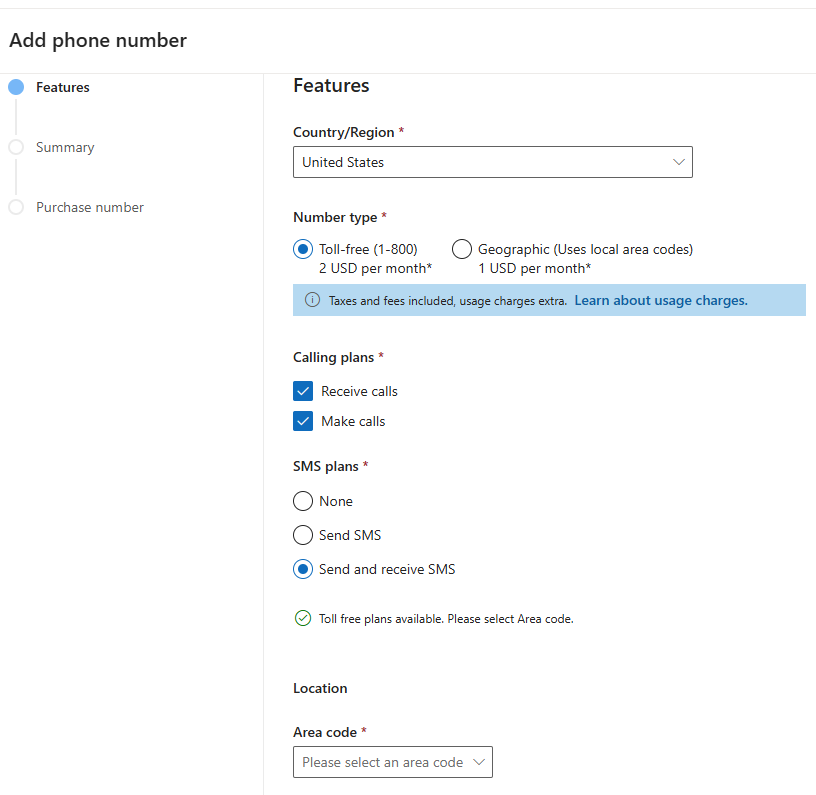 Add phone number
Features
Summary
Purchase number
Features
Country/Region *
United States
Number type *
Toll-free (1-800)
2 USD per month*
Geographic (Uses local area codes)
1 USD per month*
Taxes and fees included, usage charges extra. Learn about usage charges.
Calling plans *
Receive calls
Make calls
SMS plans *
None
Send SMS
Send and receive SMS
Toll free plans available. Please select Area code.
Location
Area code *
Please select an area code